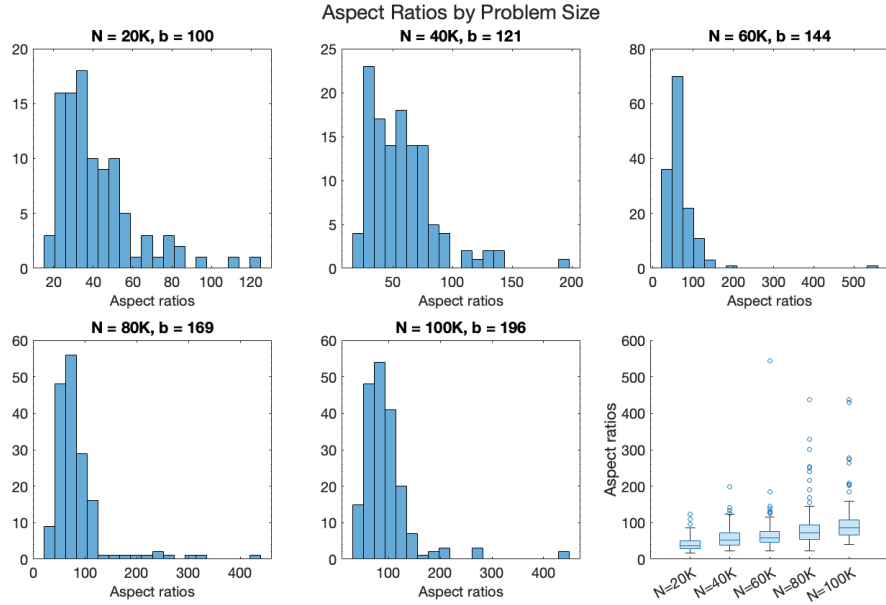 Aspect Ratios by Problem Size
N = 20K, b = 100
20
15
10
5
0
20 40 60 80 100 120
Aspect ratios
N = 40K, b = 121
25
20
15
10
5
0
50 100 150 200
Aspect ratios
N = 60K, b = 144
80
60
40
20
0
0 100 200 300 400 500
Aspect ratios
N = 80K, b = 169
60
50
40
30
20
10
0
0 100 200 300 400
Aspect ratios
N = 100K, b = 196
60
50
40
30
20
10
0
100 200 300 400
Aspect ratios
600
500
400
300
200
100
0
Aspect ratios
N=20K N=40K N=60K N=80K N=100K